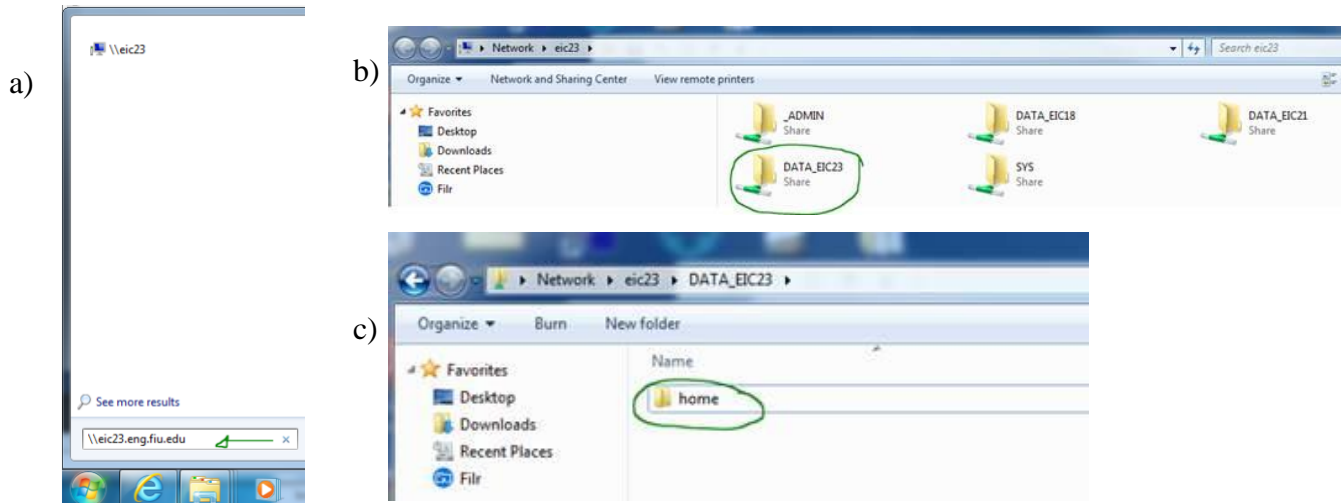 a)
\\eic23
See more results
\\eic23.eng.fiu.edu
b)
Network eic23
Search eic23
Organize Network and Sharing Center View remote printers
Favorites
Desktop
Downloads
Recent Places
Filr
_ADMIN
Share
DATA_EIC18
Share
DATA_EIC21
Share
DATA_EIC23
Share
SYS
Share
c)
Network eic23 DATA_EIC23
Organize Burn New folder
Favorites
Desktop
Downloads
Recent Places
Filr
Name
home